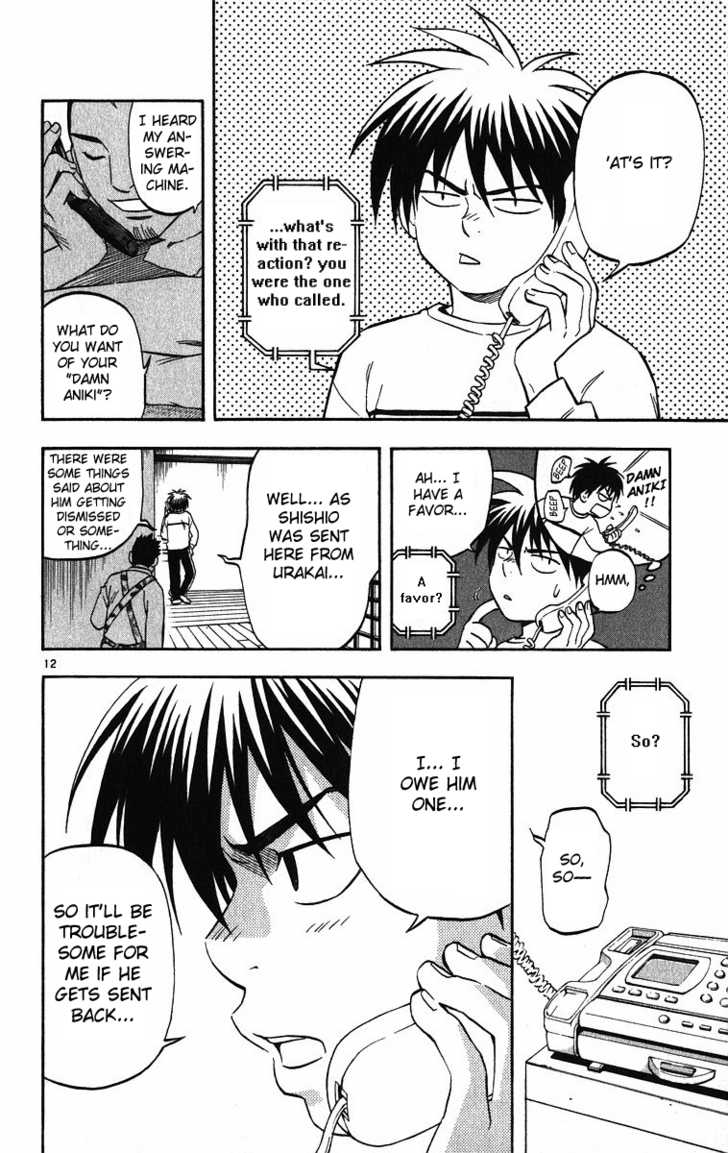 'AT'S IT?
...what's
with that re-
action? you
were the one
who called.
I HEARD
MY AN-
SWER-
ING MA-
CHINE.
WHAT DO
YOU WANT
OF YOUR
"DAMN
ANIKI"?
DAMN
ANIKI
!!
BEEP
BEEP
HMM,
AH... I
HAVE A
FAVOR...
A
favor?
WELL... AS
SHISHIO
WAS SENT
HERE FROM
URAKAI...
THERE WERE
SOME THINGS
SAID ABOUT
HIM GETTING
DISMISSED
OR SOME-
THING...
12
So?
SO,
SO—
I... I
OWE HIM
ONE...
SO IT'LL BE
TROUBLE-
SOME FOR
ME IF HE
GETS SENT
BACK...